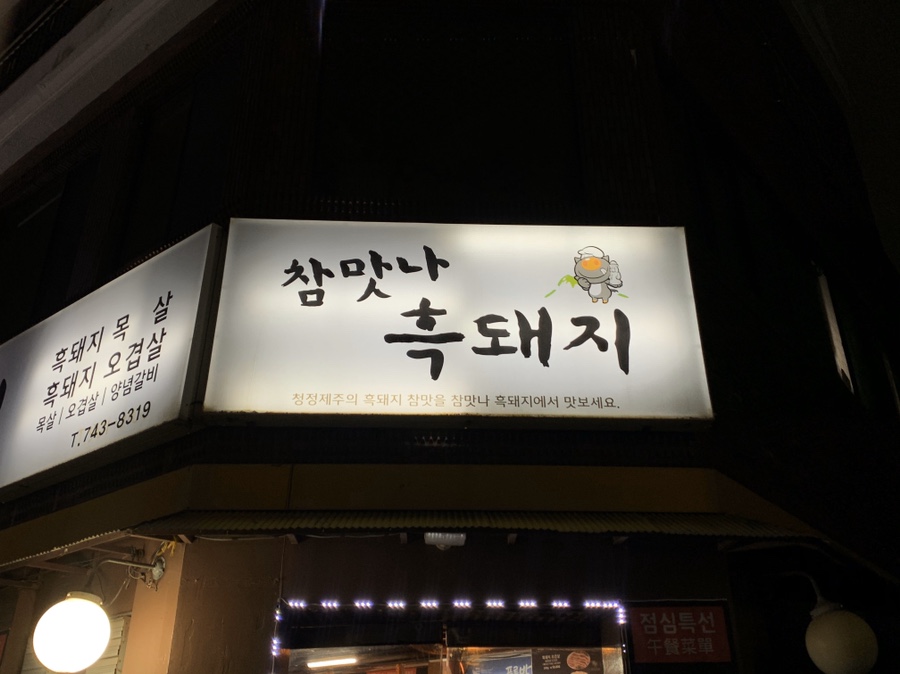 흑돼지 목 살
흑돼지 오겹살
목살 | 오겹살 | 양념갈비
T.743-8319
참맛나
흑돼지
청정제주의 흑돼지 참맛을 참맛나 흑돼지에서 맛보세요.
점심특선
午餐菜單